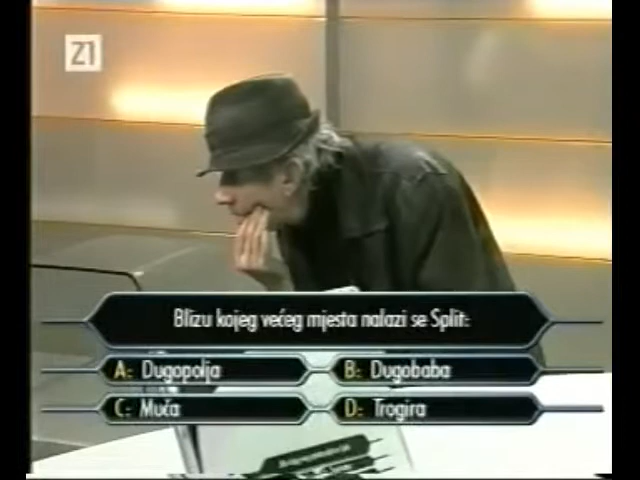 Z1
Blizu kojeg većeg mjesta nalazi se Split:
A: Dugopolja
B: Dugobaba
C: Muća
D: Trogira